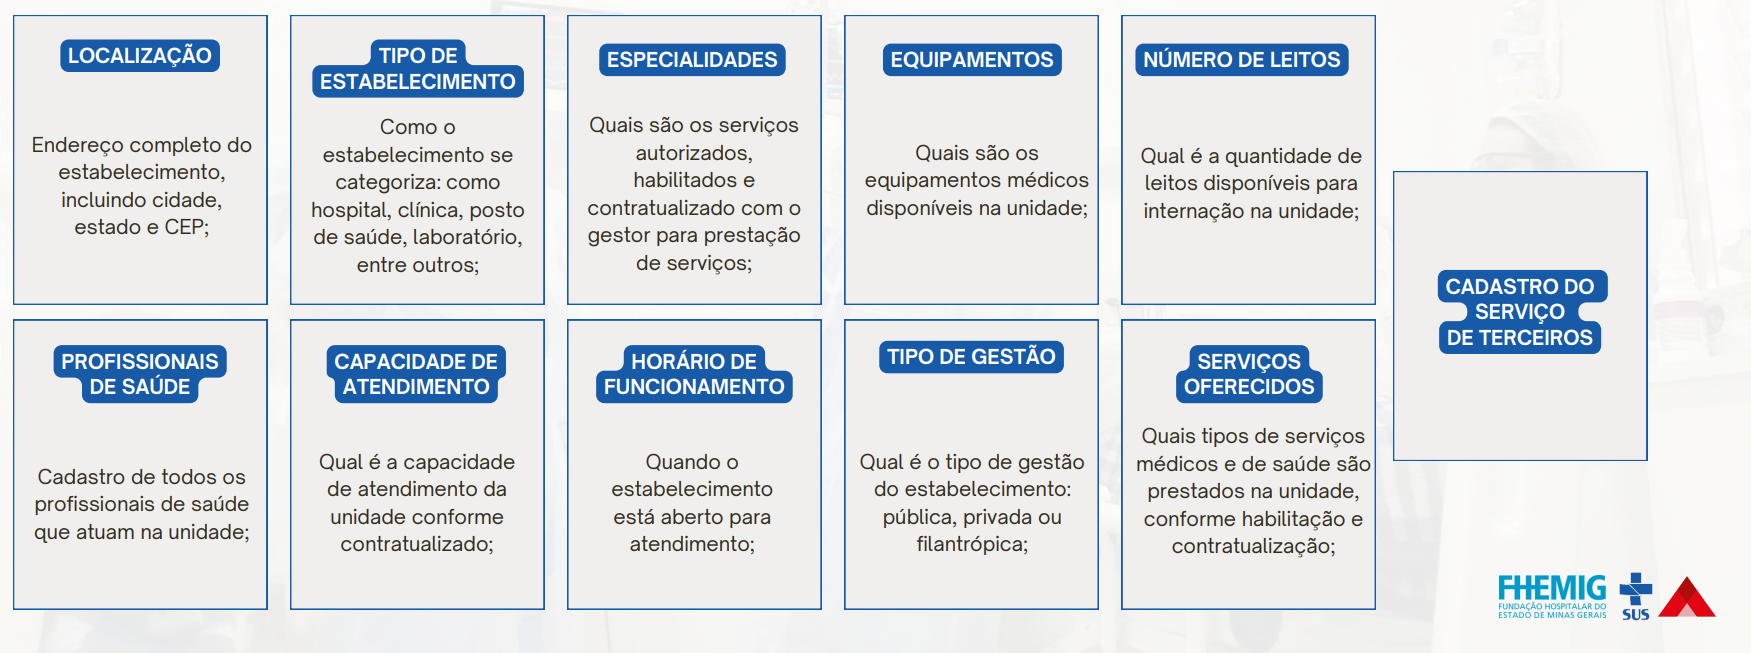 LOCALIZAÇÃO
Endereço completo do
estabelecimento,
incluindo cidade,
estado e CEP;
TIPO DE
ESTABELECIMENTO
Como o
estabelecimento se
categoriza: como
hospital, clínica, posto
de saúde, laboratório,
entre outros;
ESPECIALIDADES
Quais são os serviços
autorizados,
habilitados e
contratualizado com o
gestor para prestação
de serviços;
EQUIPAMENTOS
Quais são os
equipamentos médicos
disponíveis na unidade;
NÚMERO DE LEITOS
Qual é a quantidade de
leitos disponíveis para
internação na unidade;
PROFISSIONAIS
DE SAÚDE
Cadastro de todos os
profissionais de saúde
que atuam na unidade;
CAPACIDADE DE
ATENDIMENTO
Qual é a capacidade
de atendimento da
unidade conforme
contratualizado;
HORÁRIO DE
FUNCIONAMENTO
Quando o
estabelecimento
está aberto para
atendimento;
TIPO DE GESTÃO
Qual é o tipo de gestão
do estabelecimento:
pública, privada ou
filantrópica;
SERVIÇOS
OFERECIDOS
Quais tipos de serviços
médicos e de saúde são
prestados na unidade,
conforme habilitação e
contratualização;
CADASTRO DO
SERVIÇO
DE TERCEIROS
FHEMIG
FUNDAÇÃO HOSPITALAR DO
ESTADO DE MINAS GERAIS
SUS